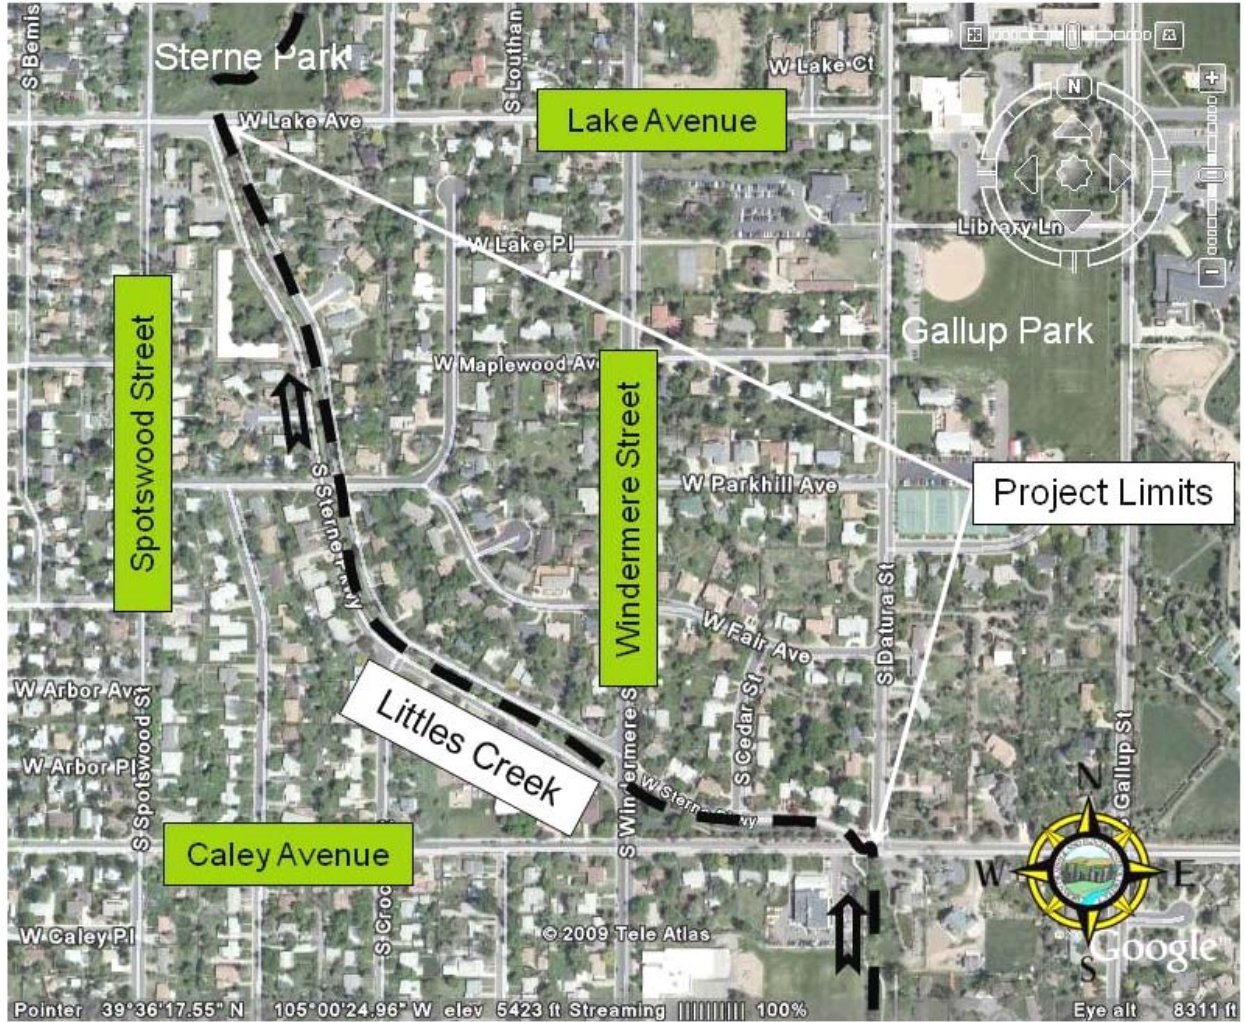 S Bemis
Sterne Park
S Louthan
W Lake Ct
N
W Lake Ave
Lake Avenue
Library Ln
W Lake Pl
Gallup Park
Spotswood Street
W Maplewood Ave
Windermere Street
S Sterne Pkwy
W Parkhill Ave
Project Limits
S Datura St
W Fair Ave
W Arbor Av
S Spotswood St
Littles Creek
S Windermere S
S Cedar St
S Gallup St
W Arbor Pl
W Sterne Pkwy
N
Caley Avenue
W
E
S Croc
W Caley Pl
© 2009 Tele Atlas
Google
S
Pointer 39°36'17.55" N 105°00'24.96" W elev 5423 ft Streaming |||||||||| 100% Eye alt 8311 ft